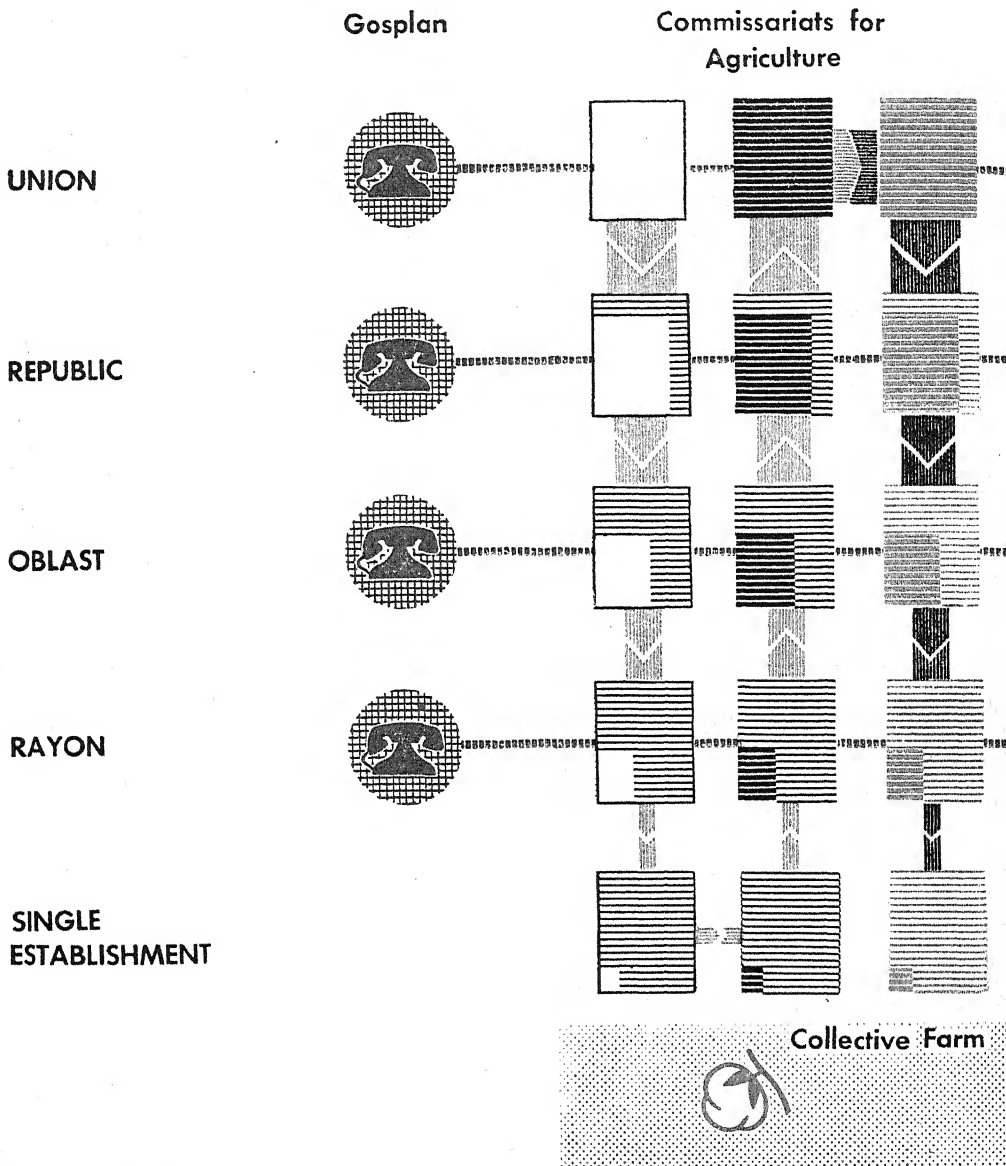 Gosplan
Commissariats for
Agriculture
UNION
REPUBLIC
OBLAST
RAYON
SINGLE
ESTABLISHMENT
Collective Farm